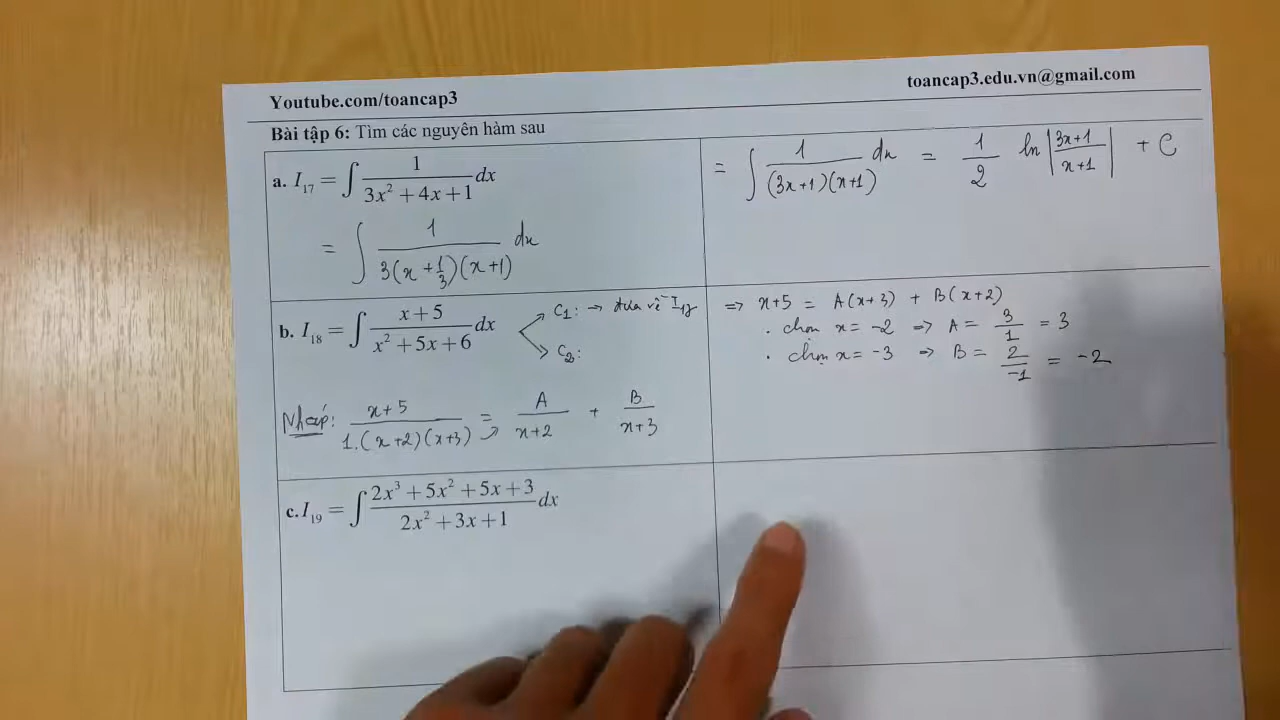 Youtube.com/toancap3
toancap3.edu.vn@gmail.com
Bài tập 6: Tìm các nguyên hàm sau
a. I₁₇ = ∫ 1/(3x² + 4x + 1) dx
= ∫ 1/(3(x + 1/3)(x+1)) dx
= ∫ 1/((3x+1)(x+1)) dx = 1/2 ln |(3x+1)/(x+1)| + C
b. I₁₈ = ∫ (x + 5)/(x² + 5x + 6) dx
C₁: → đưa về I₁₇
C₂:
Nháp: (x+5)/(1.(x+2)(x+3)) = A/(x+2) + B/(x+3)
⇒ x+5 = A(x+3) + B(x+2)
. chọn x = -2 ⇒ A = 3/1 = 3
. chọn x = -3 ⇒ B = 2/-1 = -2
c. I₁₉ = ∫ (2x³ + 5x² + 5x + 3)/(2x² + 3x + 1) dx